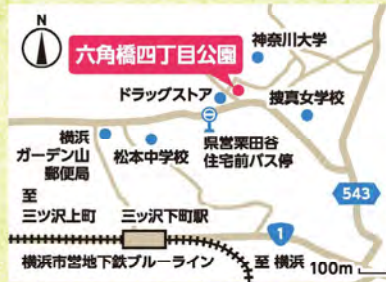 N
神奈川大学
六角橋四丁目公園
ドラッグストア
捜真女学校
横浜
ガーデン山
郵便局
松本中学校
県営栗田谷
住宅前バス停
至
三ツ沢上町
三ッ沢下町駅
543
1
横浜市営地下鉄ブルーライン
至 横浜
100m